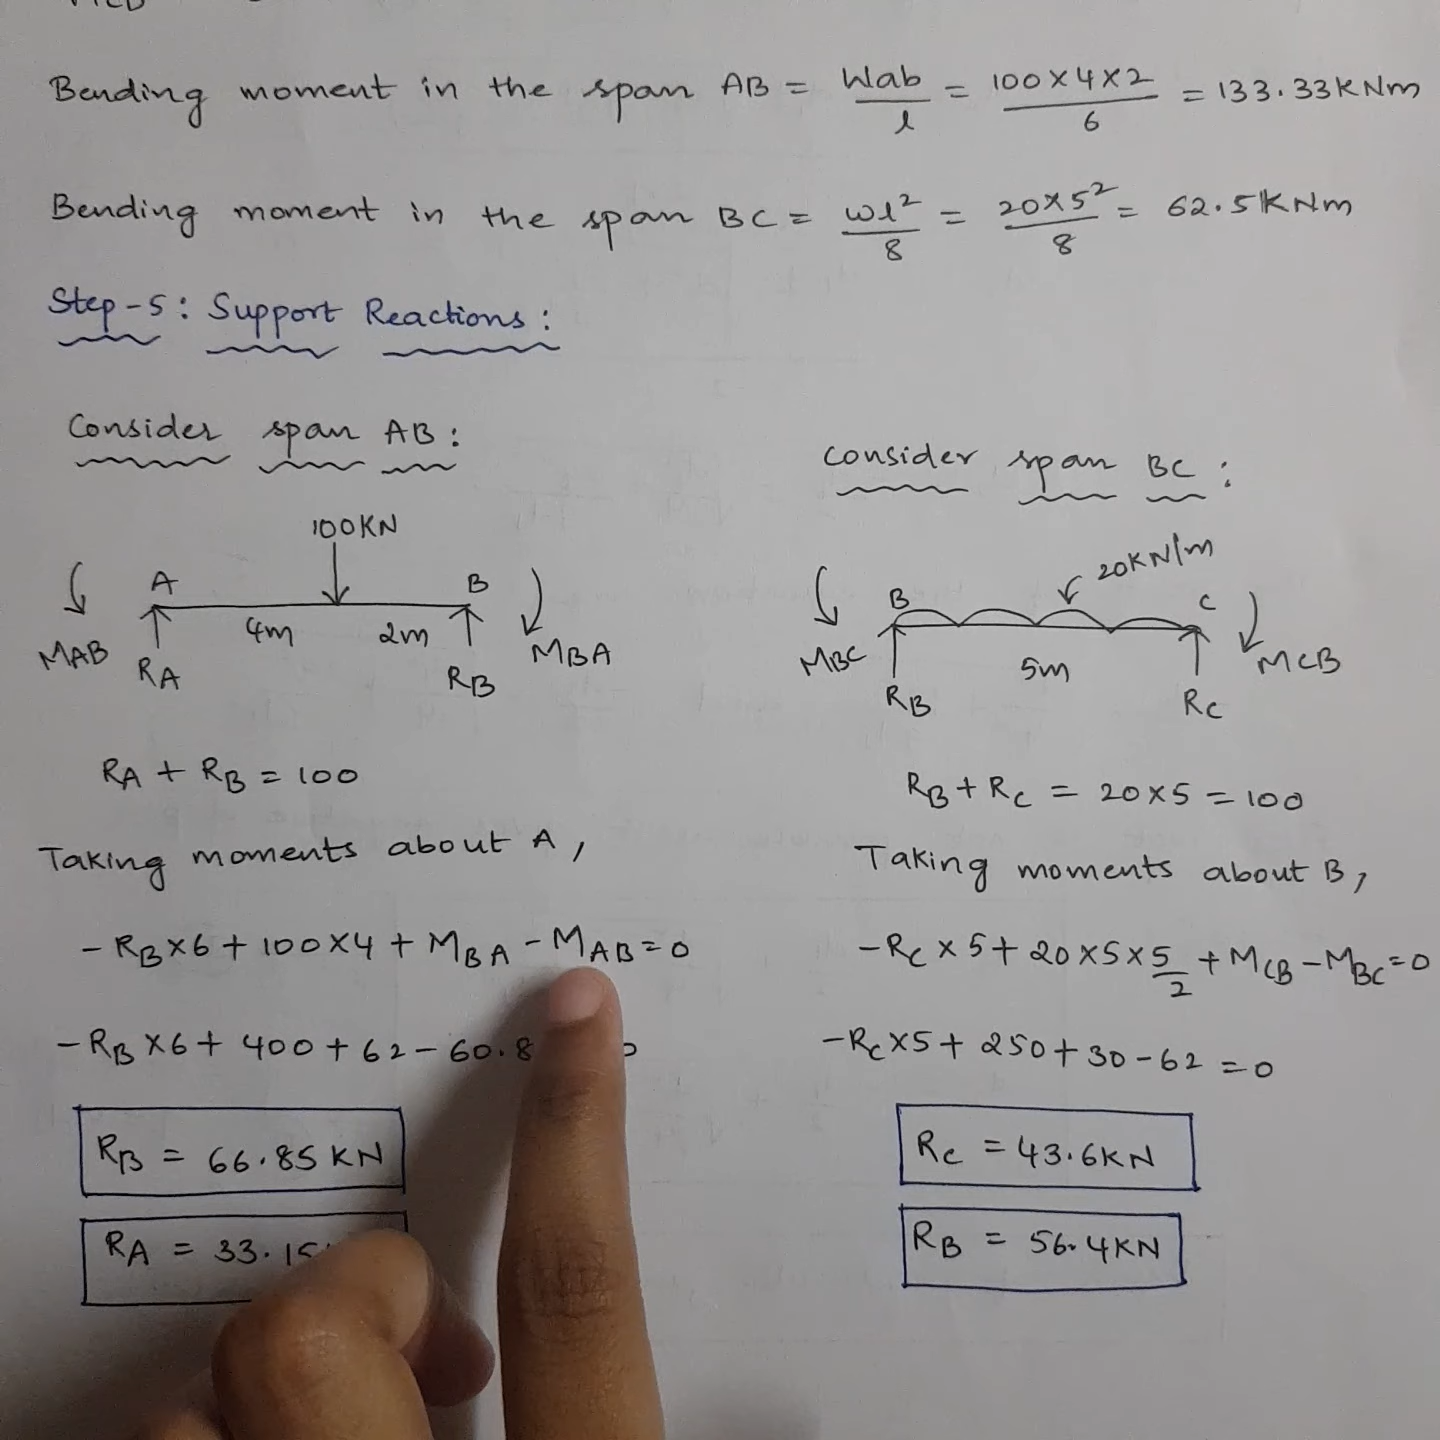 Bending moment in the span AB = Wab/l = 100×4×2/6 = 133.33KNm
Bending moment in the span BC = wl²/8 = 20×5²/8 = 62.5KNm
Step-5: Support Reactions:
Consider span AB:
100KN
A B
4m 2m
MAB RA RB MBA
RA + RB = 100
Taking moments about A,
-RB×6 + 100×4 + MBA - MAB = 0
-RB×6 + 400 + 62 - 60.8
RB = 66.85 KN
RA = 33.15
Consider span BC:
20KN/m
B C
5m
MBC RB RC MCB
RB + RC = 20×5 = 100
Taking moments about B,
-RC×5 + 20×5×5/2 + MCB - MBC = 0
-RC×5 + 250 + 30 - 62 = 0
RC = 43.6KN
RB = 56.4KN